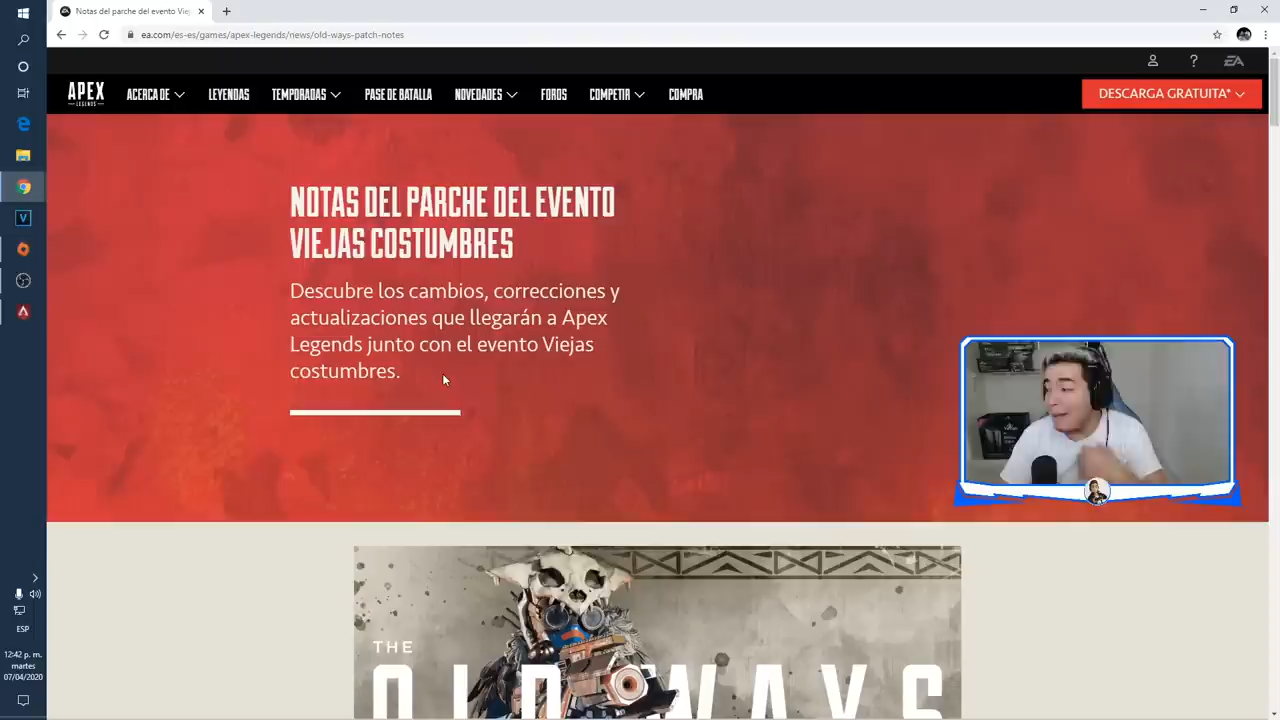 Notas del parche del evento Viej
ea.com/es-es/games/apex-legends/news/old-ways-patch-notes
EA
APEX
LEGENDS
ACERCA DE
LEYENDAS
TEMPORADAS
PASE DE BATALLA
NOVEDADES
FOROS
COMPETIR
COMPRA
DESCARGA GRATUITA*
NOTAS DEL PARCHE DEL EVENTO
VIEJAS COSTUMBRES
Descubre los cambios, correcciones y
actualizaciones que llegarán a Apex
Legends junto con el evento Viejas
costumbres.
THE
OLD WAYS
ESP
12:42 p. m.
martes
07/04/2020